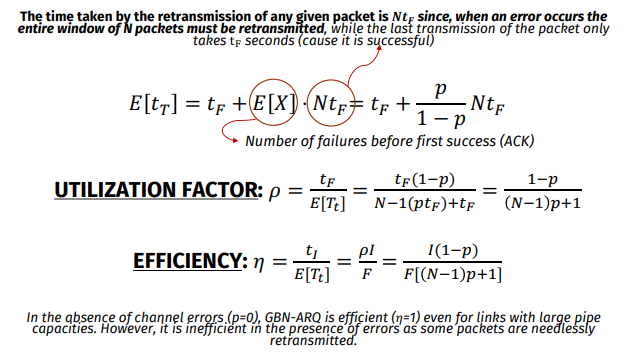 The time taken by the retransmission of any given packet is Nt_F since, when an error occurs the
entire window of N packets must be retransmitted, while the last transmission of the packet only
takes t_F seconds (cause it is successful)
E[t_T] = t_F + E[X] · Nt_F = t_F + \frac{p}{1 − p} Nt_F
Number of failures before first success (ACK)
UTILIZATION FACTOR: ρ = \frac{t_F}{E[T_t]} = \frac{t_F(1−p)}{N−1(pt_F)+t_F} = \frac{1−p}{(N−1)p+1}
EFFICIENCY: η = \frac{t_I}{E[T_t]} = \frac{ρI}{F} = \frac{I(1−p)}{F[(N−1)p+1]}
In the absence of channel errors (p=0), GBN-ARQ is efficient (η=1) even for links with large pipe
capacities. However, it is inefficient in the presence of errors as some packets are needlessly
retransmitted.